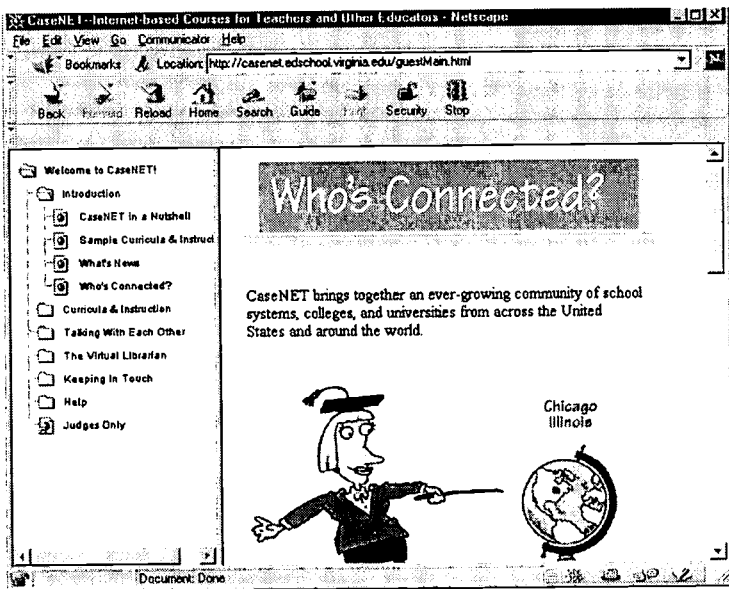 CaseNET--Internet-based Courses for Teachers and Other Educators - Netscape
File Edit View Go Communicator Help
Bookmarks Location: http://casenet.edschool.virginia.edu/guestMain.html
N
Back Forward Reload Home Search Guide Print Security Stop
Welcome to CaseNET!
Introduction
CaseNET in a Nutshell
Sample Curricula & Instruct
What's News
Who's Connected?
Curricula & Instruction
Talking With Each Other
The Virtual Librarian
Keeping In Touch
Help
Judges Only
Who's Connected?
CaseNET brings together an ever-growing community of school
systems, colleges, and universities from across the United
States and around the world.
Chicago
Illinois
Document: Done